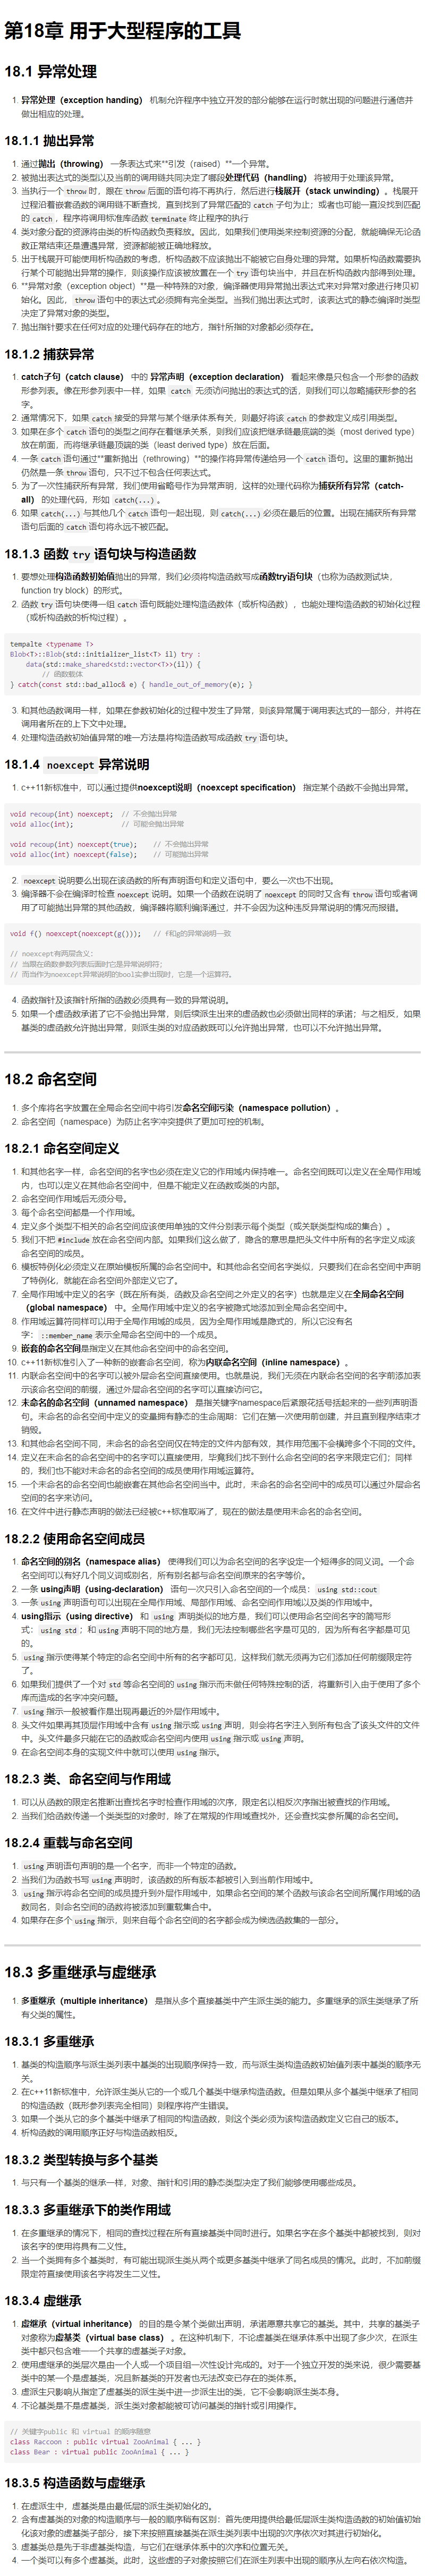 第18章 用于大型程序的工具
18.1 异常处理
1. 异常处理（exception handing） 机制允许程序中独立开发的部分能够在运行时就出现的问题进行通信并
做出相应的处理。
18.1.1 抛出异常
1. 通过抛出（throwing） 一条表达式来**引发（raised）**一个异常。
2. 被抛出表达式的类型以及当前的调用链共同决定了哪段处理代码（handling） 将被用于处理该异常。
3. 当执行一个 throw 时，跟在 throw 后面的语句将不再执行，然后进行栈展开（stack unwinding）。栈展开
过程沿着嵌套函数的调用链不断查找，直到找到了异常匹配的 catch 子句为止；或者也可能一直没找到匹配
的 catch ，程序将调用标准库函数 terminate 终止程序的执行
4. 类对象分配的资源将由类的析构函数负责释放。因此，如果我们使用类来控制资源的分配，就能确保无论函
数正常结束还是遭遇异常，资源都能被正确地释放。
5. 出于栈展开可能使用析构函数的考虑，析构函数不应该抛出不能被它自身处理的异常。如果析构函数需要执
行某个可能抛出异常的操作，则该操作应该被放置在一个 try 语句块当中，并且在析构函数内部得到处理。
6. **异常对象（exception object）**是一种特殊的对象，编译器使用异常抛出表达式来对异常对象进行拷贝初
始化。因此， throw 语句中的表达式必须拥有完全类型。当我们抛出表达式时，该表达式的静态编译时类型
决定了异常对象的类型。
7. 抛出指针要求在任何对应的处理代码存在的地方，指针所指的对象都必须存在。
18.1.2 捕获异常
1. catch子句（catch clause） 中的 异常声明（exception declaration） 看起来像是只包含一个形参的函数
形参列表。像在形参列表中一样，如果 catch 无须访问抛出的表达式的话，则我们可以忽略捕获形参的名
字。
2. 通常情况下，如果 catch 接受的异常与某个继承体系有关，则最好将该 catch 的参数定义成引用类型。
3. 如果在多个 catch 语句的类型之间存在着继承关系，则我们应该把继承链最底端的类（most derived type）
放在前面，而将继承链最顶端的类（least derived type）放在后面。
4. 一条 catch 语句通过**重新抛出（rethrowing）**的操作将异常传递给另一个 catch 语句。这里的重新抛出
仍然是一条 throw 语句，只不过不包含任何表达式。
5. 为了一次性捕获所有异常，我们使用省略号作为异常声明，这样的处理代码称为捕获所有异常（catch-
all） 的处理代码，形如 catch(...) 。
6. 如果 catch(...) 与其他几个 catch 语句一起出现，则 catch(...) 必须在最后的位置。出现在捕获所有异常
语句后面的 catch 语句将永远不被匹配。
18.1.3 函数 try 语句块与构造函数
1. 要想处理构造函数初始值抛出的异常，我们必须将构造函数写成函数try语句块（也称为函数测试块，
function try block）的形式。
2. 函数 try 语句块使得一组 catch 语句既能处理构造函数体（或析构函数），也能处理构造函数的初始化过程
（或析构函数的析构过程）。
tempalte <typename T>
Blob<T>::Blob(std::initializer_list<T> il) try :
data(std::make_shared<std::vector<T>>(il)) {
// 函数载体
} catch(const std::bad_alloc& e) { handle_out_of_memory(e); }
3. 和其他函数调用一样，如果在参数初始化的过程中发生了异常，则该异常属于调用表达式的一部分，并将在
调用者所在的上下文中处理。
4. 处理构造函数初始值异常的唯一方法是将构造函数写成函数 try 语句块。
18.1.4 noexcept 异常说明
1. c++11新标准中，可以通过提供noexcept说明（noexcept specification） 指定某个函数不会抛出异常。
void recoup(int) noexcept; // 不会抛出异常
void alloc(int); // 可能会抛出异常
void recoup(int) noexcept(true); // 不会抛出异常
void alloc(int) noexcept(false); // 可能抛出异常
2. noexcept 说明要么出现在该函数的所有声明语句和定义语句中，要么一次也不出现。
3. 编译器不会在编译时检查 noexcept 说明。如果一个函数在说明了 noexcept 的同时又含有 throw 语句或者调
用了可能抛出异常的其他函数，编译器将顺利编译通过，并不会因为这种违反异常说明的情况而报错。
void f() noexcept(noexcept(g())); // f和g的异常说明一致
// noexcept有两层含义：
// 当跟在函数参数列表后面时它是异常说明符；
// 而当作为noexcept异常说明的bool实参出现时，它是一个运算符。
4. 函数指针及该指针所指的函数必须具有一致的异常说明。
5. 如果一个虚函数承诺了它不会抛出异常，则后续派生出来的虚函数也必须做出同样的承诺；与之相反，如果
基类的虚函数允许抛出异常，则派生类的对应函数既可以允许抛出异常，也可以不允许抛出异常。
18.2 命名空间
1. 多个库将名字放置在全局命名空间中将引发命名空间污染（namespace pollution）。
2. 命名空间（namespace）为防止名字冲突提供了更加可控的机制。
18.2.1 命名空间定义
1. 和其他名字一样，命名空间的名字也必须在定义它的作用域内保持唯一。命名空间既可以定义在全局作用域
内，也可以定义在其他命名空间中，但是不能定义在函数或类的内部。
2. 命名空间作用域后无须分号。
3. 每个命名空间都是一个作用域。
4. 定义多个类型不相关的命名空间应该使用单独的文件分别表示每个类型（或关联类型构成的集合）。
5. 我们不把 #include 放在命名空间内部。如果我们这么做了，隐含的意思是把头文件中所有的名字定义成该
命名空间的成员。
6. 模板特例化必须定义在原始模板所属的命名空间中。和其他命名空间名字类似，只要我们在命名空间中声明
了特例化，就能在命名空间外部定义它了。
7. 全局作用域中定义的名字（既在所有类，函数及命名空间之外定义的名字）也就是定义在全局命名空间
（global namespace） 中。全局作用域中定义的名字被隐式地添加到全局命名空间中。
8. 作用域运算符同样可以用于全局作用域的成员，因为全局作用域是隐式的，所以它没有名
字： ::member_name 表示全局命名空间中的一个成员。
9. 嵌套的命名空间是指定义在其他命名空间中的命名空间。
10. c++11新标准引入了一种新的嵌套命名空间，称为内联命名空间（inline namespace）。
11. 内联命名空间中的名字可以被外层命名空间直接使用。也就是说，我们无须在内联命名空间的名字前添加表
示该命名空间的前缀，通过外层命名空间的名字可以直接访问它。
12. 未命名的命名空间（unnamed namespace） 是指关键字namespace后紧跟花括号括起来的一些列声明语
句。未命名的命名空间中定义的变量拥有静态的生命周期：它们在第一次使用前创建，并且直到程序结束才
销毁。
13. 和其他命名空间不同，未命名的命名空间仅在特定的文件内部有效，其作用范围不会横跨多个不同的文件。
14. 定义在未命名的命名空间中的名字可以直接使用，毕竟我们找不到什么命名空间的名字来限定它们；同样
的，我们也不能对未命名的命名空间的成员使用作用域运算符。
15. 一个未命名的命名空间也能嵌套在其他命名空间当中。此时，未命名的命名空间中的成员可以通过外层命名
空间的名字来访问。
16. 在文件中进行静态声明的做法已经被c++标准取消了，现在的做法是使用未命名的命名空间。
18.2.2 使用命名空间成员
1. 命名空间的别名（namespace alias） 使得我们可以为命名空间的名字设定一个短得多的同义词。一个命
名空间可以有好几个同义词或别名，所有别名都与命名空间原来的名字等价。
2. 一条 using声明（using-declaration） 语句一次只引入命名空间的一个成员： using std::cout
3. 一条 using 声明语句可以出现在全局作用域、局部作用域、命名空间作用域以及类的作用域中。
4. using指示（using directive） 和 using 声明类似的地方是，我们可以使用命名空间名字的简写形
式： using std ；和 using 声明不同的地方是，我们无法控制哪些名字是可见的，因为所有名字都是可见
的。
5. using 指示使得某个特定的命名空间中所有的名字都可见，这样我们就无须再为它们添加任何前缀限定符
了。
6. 如果我们提供了一个对 std 等命名空间的 using 指示而未做任何特殊控制的话，将重新引入由于使用了多个
库而造成的名字冲突问题。
7. using 指示一般被看作是出现再最近的外层作用域中。
8. 头文件如果再其顶层作用域中含有 using 指示或 using 声明，则会将名字注入到所有包含了该头文件的文件
中。头文件最多只能在它的函数或命名空间内使用 using 指示或 using 声明。
9. 在命名空间本身的实现文件中就可以使用 using 指示。
18.2.3 类、命名空间与作用域
1. 可以从函数的限定名推断出查找名字时检查作用域的次序，限定名以相反次序指出被查找的作用域。
2. 当我们给函数传递一个类类型的对象时，除了在常规的作用域查找外，还会查找实参所属的命名空间。
18.2.4 重载与命名空间
1. using 声明语句声明的是一个名字，而非一个特定的函数。
2. 当我们为函数书写 using 声明时，该函数的所有版本都被引入到当前作用域中。
3. using 指示将命名空间的成员提升到外层作用域中，如果命名空间的某个函数与该命名空间所属作用域的函
数同名，则命名空间的函数将被添加到重载集合中。
4. 如果存在多个 using 指示，则来自每个命名空间的名字都会成为候选函数集的一部分。
18.3 多重继承与虚继承
1. 多重继承（multiple inheritance） 是指从多个直接基类中产生派生类的能力。多重继承的派生类继承了所
有父类的属性。
18.3.1 多重继承
1. 基类的构造顺序与派生类列表中基类的出现顺序保持一致，而与派生类构造函数初始值列表中基类的顺序无
关。
2. 在c++11新标准中，允许派生类从它的一个或几个基类中继承构造函数。但是如果从多个基类中继承了相同
的构造函数（既形参列表完全相同）则程序将产生错误。
3. 如果一个类从它的多个基类中继承了相同的构造函数，则这个类必须为该构造函数定义它自己的版本。
4. 析构函数的调用顺序正好与构造函数相反。
18.3.2 类型转换与多个基类
1. 与只有一个基类的继承一样，对象、指针和引用的静态类型决定了我们能够使用哪些成员。
18.3.3 多重继承下的类作用域
1. 在多重继承的情况下，相同的查找过程在所有直接基类中同时进行。如果名字在多个基类中都被找到，则对
该名字的使用将具有二义性。
2. 当一个类拥有多个基类时，有可能出现派生类从两个或更多基类中继承了同名成员的情况。此时，不加前缀
限定符直接使用该名字将发生二义性。
18.3.4 虚继承
1. 虚继承（virtual inheritance） 的目的是令某个类做出声明，承诺愿意共享它的基类。其中，共享的基类子
对象称为虚基类（virtual base class） 。在这种机制下，不论虚基类在继承体系中出现了多少次，在派生
类中都只包含唯一一个共享的虚基类子对象。
2. 使用虚继承的类层次是由一个人或一个项目组一次性设计完成的。对于一个独立开发的类来说，很少需要基
类中的某一个是虚基类，况且新基类的开发者也无法改变已存在的类体系。
3. 虚派生只影响从指定了虚基类的派生类中进一步派生出的类，它不会影响派生类本身。
4. 不论基类是不是虚基类，派生类对象都能被可访问基类的指针或引用操作。
// 关键字public 和 virtual 的顺序随意
class Raccoon : public virtual ZooAnimal { ... }
class Bear : virtual public ZooAnimal { ... }
18.3.5 构造函数与虚继承
1. 在虚派生中，虚基类是由最低层的派生类初始化的。
2. 含有虚基类的对象的构造顺序与一般的顺序稍有区别：首先使用提供给最低层派生类构造函数的初始值初始
化该对象的虚基类子部分，接下来按照直接基类在派生类列表中出现的次序依次对其进行初始化。
3. 虚基类总是先于非虚基类构造，与它们在继承体系中的次序和位置无关。
4. 一个类可以有多个虚基类。此时，这些虚的子对象按照它们在派生列表中出现的顺序从左向右依次构造。